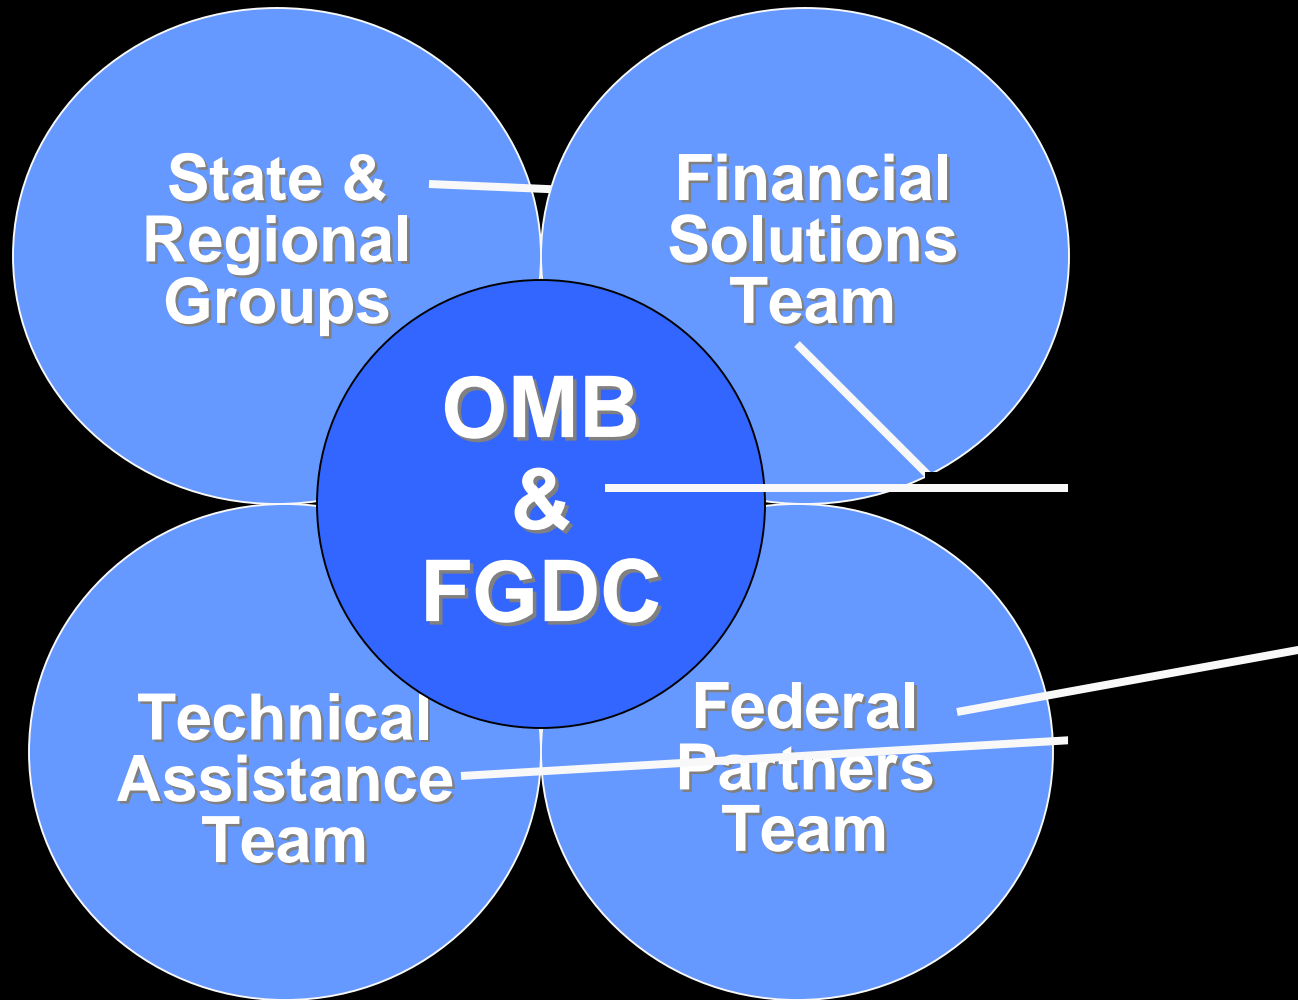 State &
Regional
Groups
Financial
Solutions
Team
OMB
&
FGDC
Technical
Assistance
Team
Federal
Partners
Team